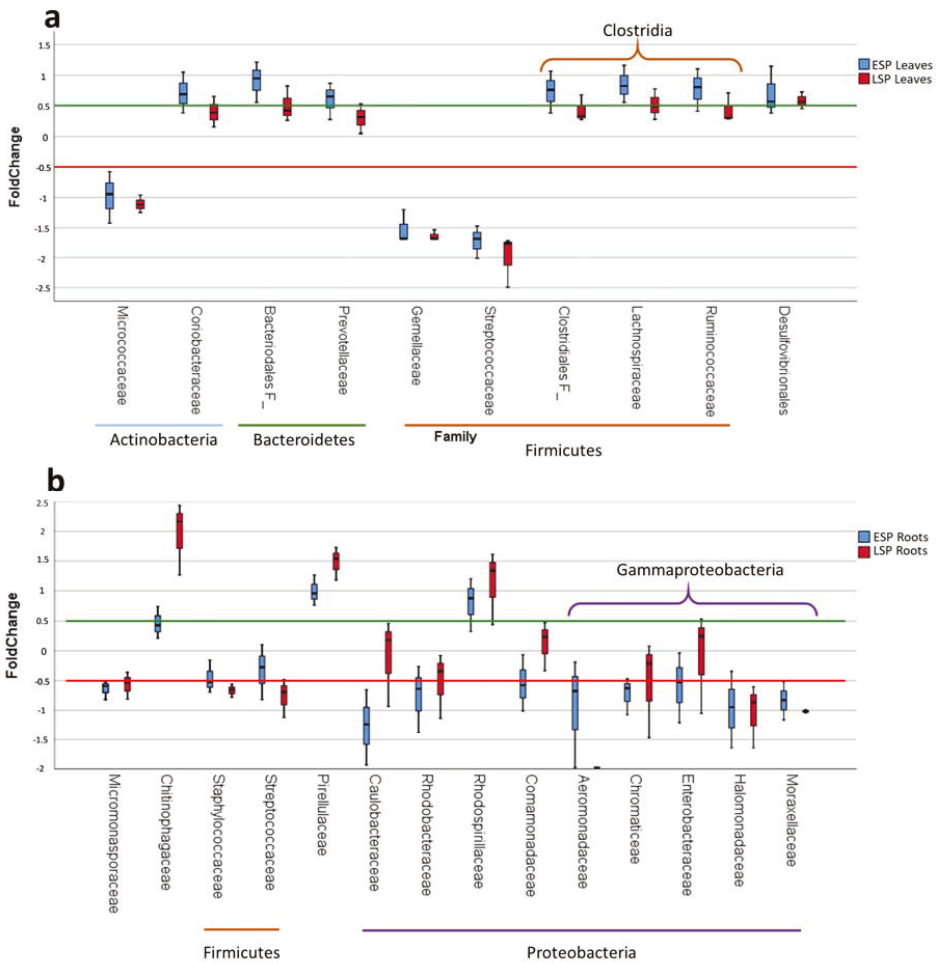 a
Clostridia
ESP Leaves
LSP Leaves
FoldChange
1.5
1
0.5
0
-0.5
-1
-1.5
-2
-2.5
Micrococcaceae
Coriobacteraceae
Bacteriodales F_
Prevotellaceae
Gemellaceae
Streptococcaceae
Clostridiales F_
Lachnospiraceae
Ruminococcaceae
Desulfovibrionales
Actinobacteria
Bacteroidetes
Family
Firmicutes
b
ESP Roots
LSP Roots
Gammaproteobacteria
FoldChange
2.5
2
1.5
1
0.5
0
-0.5
-1
-1.5
-2
Micromonasporaceae
Chitinophagaceae
Staphylococcaceae
Streptococcaceae
Pirellulaceae
Caulobacteraceae
Rhodobacteraceae
Rhodospirillaceae
Comamonadaceae
Aeromonadaceae
Chromaticeae
Enterobacteraceae
Halomonadaceae
Moraxellaceae
Firmicutes
Proteobacteria